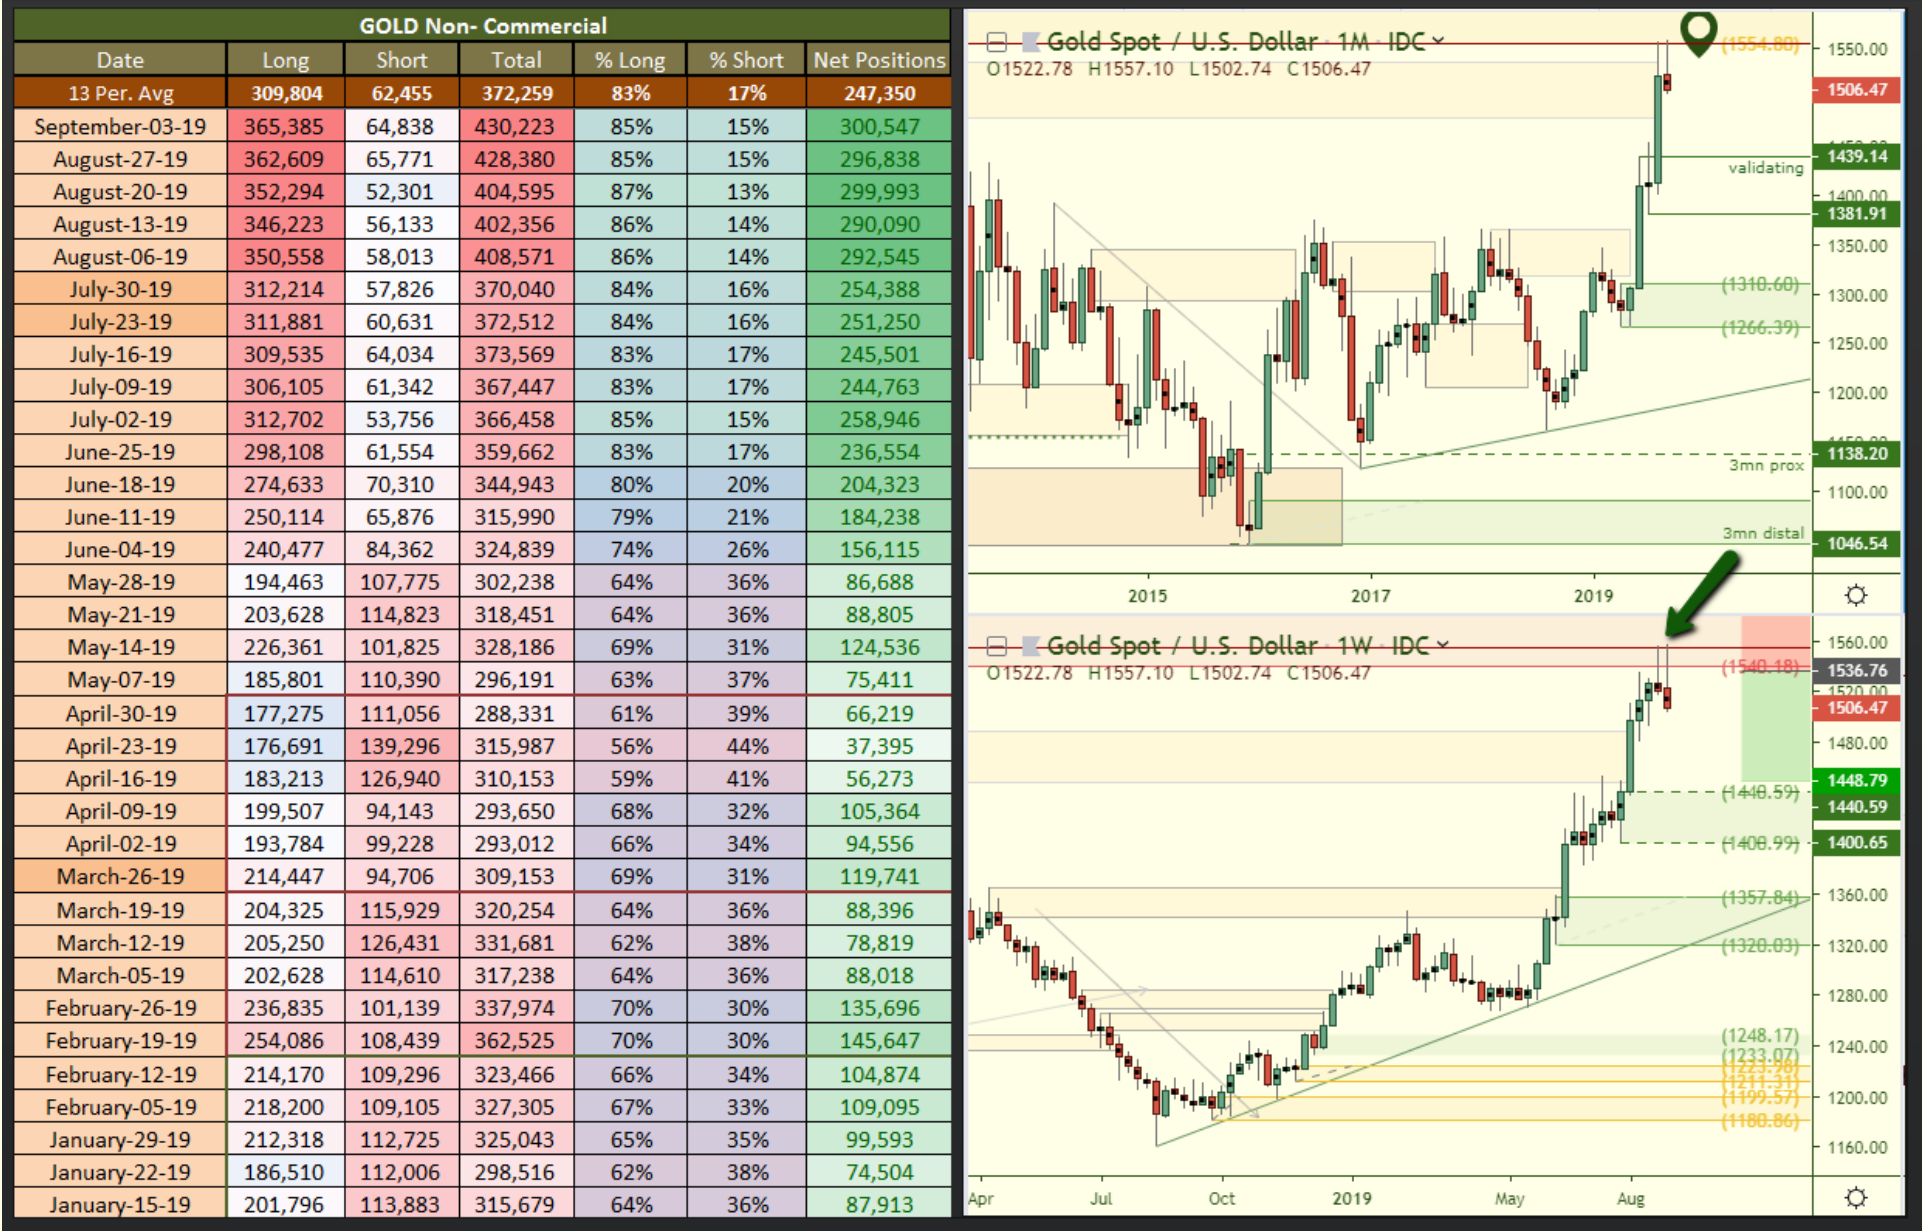 GOLD Non- Commercial
Date Long Short Total % Long % Short Net Positions
13 Per. Avg 309,804 62,455 372,259 83% 17% 247,350
September-03-19 365,385 64,838 430,223 85% 15% 300,547
August-27-19 362,609 65,771 428,380 85% 15% 296,838
August-20-19 352,294 52,301 404,595 87% 13% 299,993
August-13-19 346,223 56,133 402,356 86% 14% 290,090
August-06-19 350,558 58,013 408,571 86% 14% 292,545
July-30-19 312,214 57,826 370,040 84% 16% 254,388
July-23-19 311,881 60,631 372,512 84% 16% 251,250
July-16-19 309,535 64,034 373,569 83% 17% 245,501
July-09-19 306,105 61,342 367,447 83% 17% 244,763
July-02-19 312,702 53,756 366,458 85% 15% 258,946
June-25-19 298,108 61,554 359,662 83% 17% 236,554
June-18-19 274,633 70,310 344,943 80% 20% 204,323
June-11-19 250,114 65,876 315,990 79% 21% 184,238
June-04-19 240,477 84,362 324,839 74% 26% 156,115
May-28-19 194,463 107,775 302,238 64% 36% 86,688
May-21-19 203,628 114,823 318,451 64% 36% 88,805
May-14-19 226,361 101,825 328,186 69% 31% 124,536
May-07-19 185,801 110,390 296,191 63% 37% 75,411
April-30-19 177,275 111,056 288,331 61% 39% 66,219
April-23-19 176,691 139,296 315,987 56% 44% 37,395
April-16-19 183,213 126,940 310,153 59% 41% 56,273
April-09-19 199,507 94,143 293,650 68% 32% 105,364
April-02-19 193,784 99,228 293,012 66% 34% 94,556
March-26-19 214,447 94,706 309,153 69% 31% 119,741
March-19-19 204,325 115,929 320,254 64% 36% 88,396
March-12-19 205,250 126,431 331,681 62% 38% 78,819
March-05-19 202,628 114,610 317,238 64% 36% 88,018
February-26-19 236,835 101,139 337,974 70% 30% 135,696
February-19-19 254,086 108,439 362,525 70% 30% 145,647
February-12-19 214,170 109,296 323,466 66% 34% 104,874
February-05-19 218,200 109,105 327,305 67% 33% 109,095
January-29-19 212,318 112,725 325,043 65% 35% 99,593
January-22-19 186,510 112,006 298,516 62% 38% 74,504
January-15-19 201,796 113,883 315,679 64% 36% 87,913
Gold Spot / U.S. Dollar · 1M · IDC
O1522.78 H1557.10 L1502.74 C1506.47
(1554.80)
1550.00
1506.47
1439.14
validating
1400.00
1381.91
1350.00
(1310.60)
1300.00
(1266.39)
1250.00
1200.00
1138.20
3mn prox
1100.00
3mn distal
1046.54
2015 2017 2019
Gold Spot / U.S. Dollar · 1W · IDC
O1522.78 H1557.10 L1502.74 C1506.47
1560.00
(1540.18)
1536.76
1520.00
1506.47
1480.00
1448.79
(1440.59)
1440.59
(1400.99)
1400.65
1360.00
(1357.84)
(1320.03)
1320.00
1280.00
(1248.17)
1240.00
(1233.07)
(1223.98)
(1211.31)
(1199.57)
1200.00
(1180.86)
1160.00
Apr Jul Oct 2019 May Aug